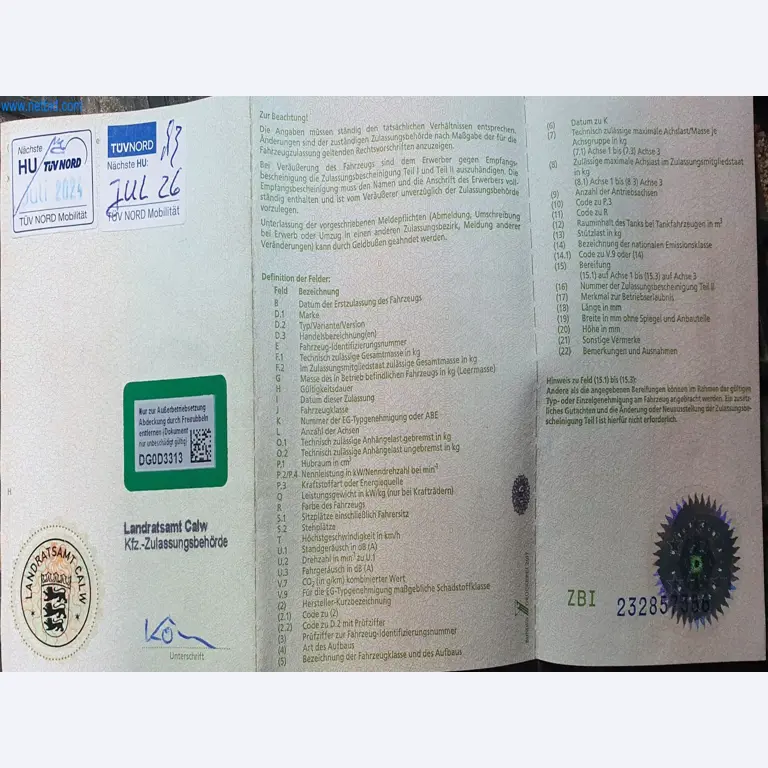 Nächste
HU TÜV NORD
JULI 2024
TÜV NORD Mobilität
TÜVNORD
Nächste HU:
JUL 26
TÜV NORD Mobilität
Nur zur Außerbetriebsetzung
Abdeckung durch Freirubbeln
entfernen (Dokument
nur unbeschädigt gültig)
DG0D3313
H
LANDRATSAMT CALW
Landratsamt Calw
Kfz.-Zulassungsbehörde
Unterschrift
Zur Beachtung!
Die Angaben müssen ständig den tatsächlichen Verhältnissen entsprechen.
Änderungen sind der zuständigen Zulassungsbehörde nach Maßgabe der für die
Fahrzeugzulassung geltenden Rechtsvorschriften anzuzeigen.
Bei Veräußerung des Fahrzeugs sind dem Erwerber gegen Empfangs-
bescheinigung die Zulassungsbescheinigung Teil I und Teil II auszuhändigen. Die
Empfangsbescheinigung muss den Namen und die Anschrift des Erwerbers voll-
ständig enthalten und ist vom Veräußerer unverzüglich der Zulassungsbehörde
vorzulegen.
Unterlassung der vorgeschriebenen Meldepflichten (Abmeldung, Umschreibung
bei Erwerb oder Umzug in einen anderen Zulassungsbezirk, Meldung anderer
Veränderungen) kann durch Geldbußen geahndet werden.
Definition der Felder:
Feld Bezeichnung
B Datum der Erstzulassung des Fahrzeugs
D.1 Marke
D.2 Typ/Variante/Version
D.3 Handelsbezeichnung(en)
E Fahrzeug-Identifizierungsnummer
F.1 Technisch zulässige Gesamtmasse in kg
F.2 Im Zulassungsmitgliedstaat zulässige Gesamtmasse in kg
G Masse des in Betrieb befindlichen Fahrzeugs in kg (Leermasse)
H Gültigkeitsdauer
I Datum dieser Zulassung
J Fahrzeugklasse
K Nummer der EG-Typgenehmigung oder ABE
L Anzahl der Achsen
O.1 Technisch zulässige Anhängelast gebremst in kg
O.2 Technisch zulässige Anhängelast ungebremst in kg
P.1 Hubraum in cm³
P.2/P.4 Nennleistung in kW/Nenndrehzahl bei min⁻¹
P.3 Kraftstoffart oder Energiequelle
Q Leistungsgewicht in kW/kg (nur bei Krafträdern)
R Farbe des Fahrzeugs
S.1 Sitzplätze einschließlich Fahrersitz
S.2 Stehplätze
T Höchstgeschwindigkeit in km/h
U.1 Standgeräusch in dB (A)
U.2 Drehzahl in min⁻¹ zu U.1
U.3 Fahrgeräusch in dB (A)
V.7 CO₂ (in g/km) kombinierter Wert
V.9 Für die EG-Typgenehmigung maßgebliche Schadstoffklasse
(2) Hersteller-Kurzbezeichnung
(2.1) Code zu (2)
(2.2) Code zu D.2 mit Prüfziffer
(3) Prüfziffer zur Fahrzeug-Identifizierungsnummer
(4) Art des Aufbaus
(5) Bezeichnung der Fahrzeugklasse und des Aufbaus
(6) Datum zu K
(7) Technisch zulässige maximale Achslast/Masse je
Achsgruppe in kg
(7.1) Achse 1 bis (7.3) Achse 3
(8) Zulässige maximale Achslast im Zulassungsmitgliedstaat
in kg
(8.1) Achse 1 bis (8.3) Achse 3
(9) Anzahl der Antriebsachsen
(10) Code zu P.3
(11) Code zu R
(12) Rauminhalt des Tanks bei Tankfahrzeugen in m³
(13) Stützlast in kg
(14) Bezeichnung der nationalen Emissionsklasse
(14.1) Code zu V.9 oder (14)
(15) Bereifung
(15.1) auf Achse 1 bis (15.3) auf Achse 3
(16) Nummer der Zulassungsbescheinigung Teil II
(17) Merkmal zur Betriebserlaubnis
(18) Länge in mm
(19) Breite in mm ohne Spiegel und Anbauteile
(20) Höhe in mm
(21) Sonstige Vermerke
(22) Bemerkungen und Ausnahmen
Hinweis zu Feld (15.1) bis (15.3):
Andere als die angegebenen Bereifungen können im Rahmen der gültigen
Typ- oder Einzelgenehmigung am Fahrzeug angebracht werden. Ein zusätz-
liches Gutachten und die Änderung oder Neuausstellung der Zulassungsbe-
scheinigung Teil I ist hierfür nicht erforderlich.
ZBI